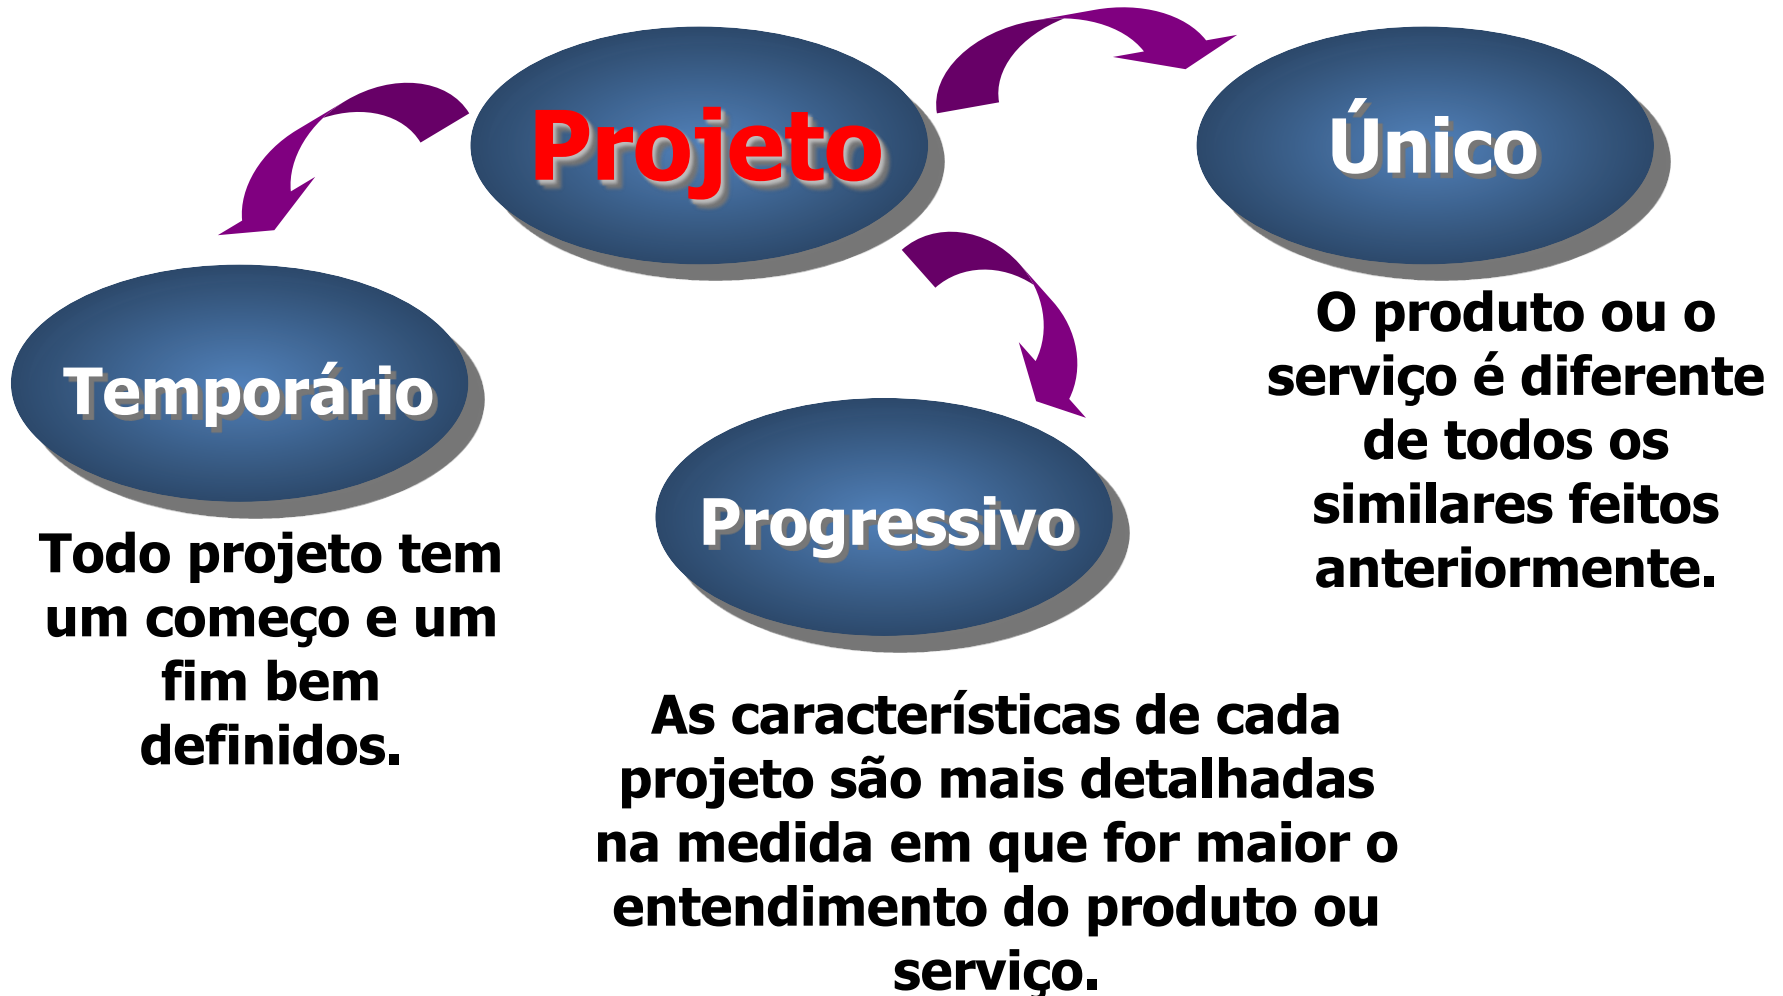 Projeto
Único
Temporário
Progressivo
O produto ou o
serviço é diferente
de todos os
similares feitos
anteriormente.
Todo projeto tem
um começo e um
fim bem
definidos.
As características de cada
projeto são mais detalhadas
na medida em que for maior o
entendimento do produto ou
serviço.